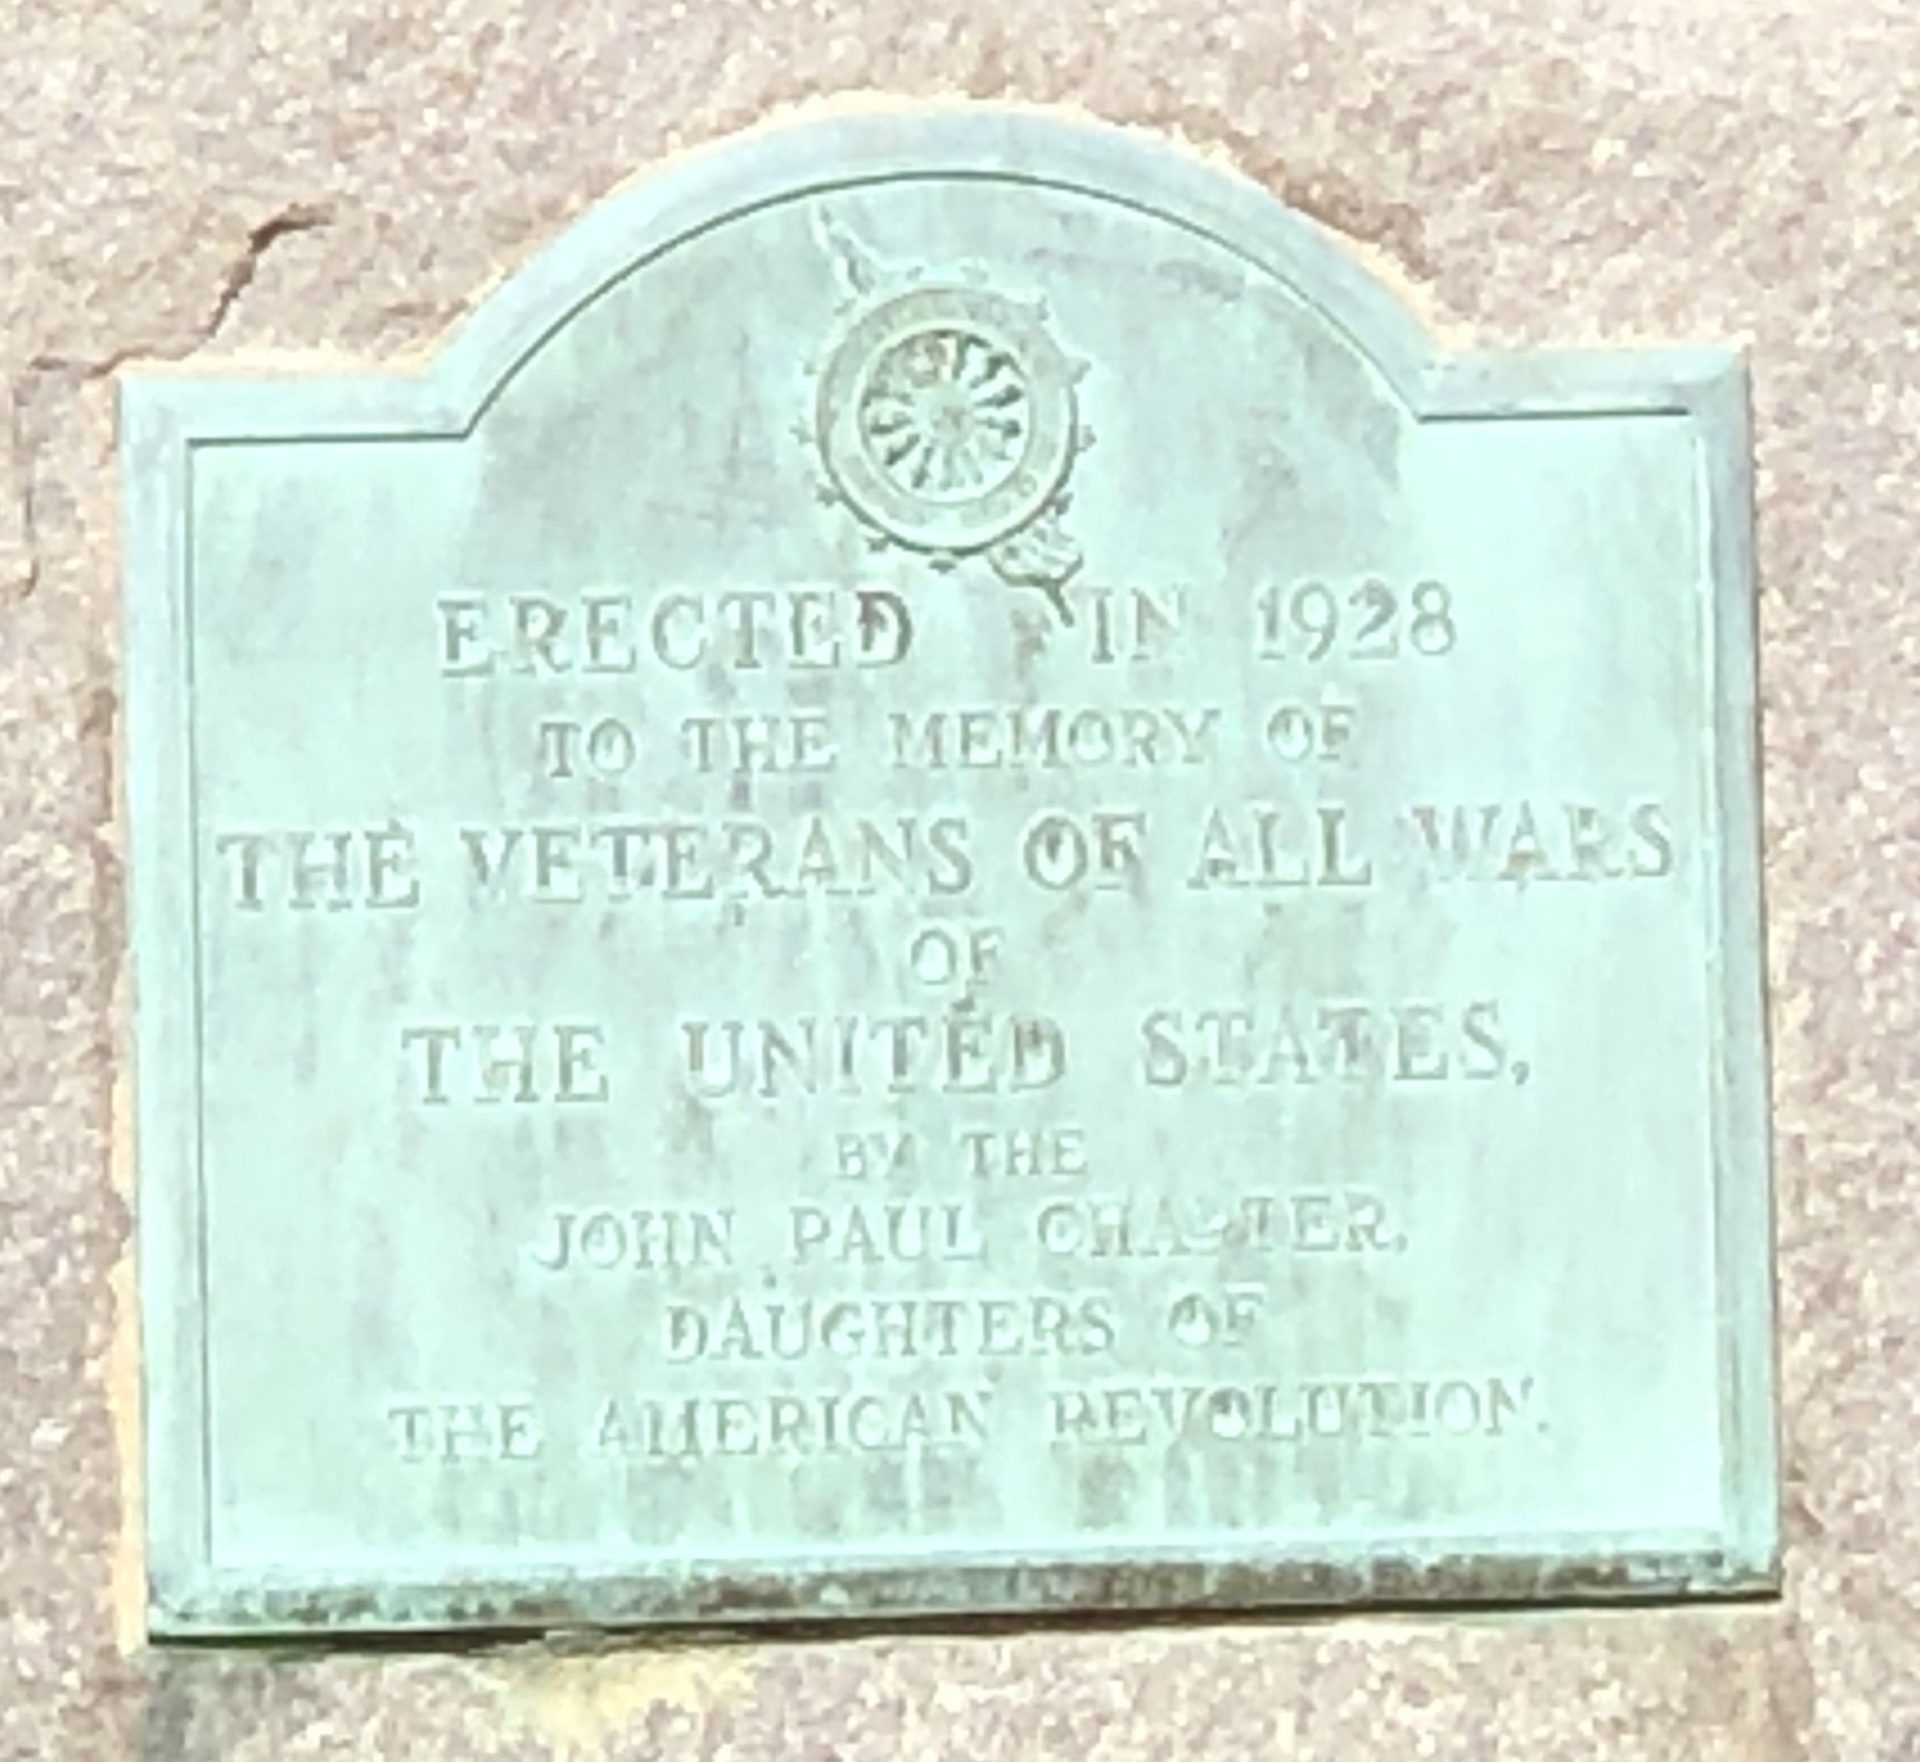 ERECTED IN 1928
TO THE MEMORY OF
THE VETERANS OF ALL WARS
OF
THE UNITED STATES,
BY THE
JOHN PAUL CHAPTER,
DAUGHTERS OF
THE AMERICAN REVOLUTION.